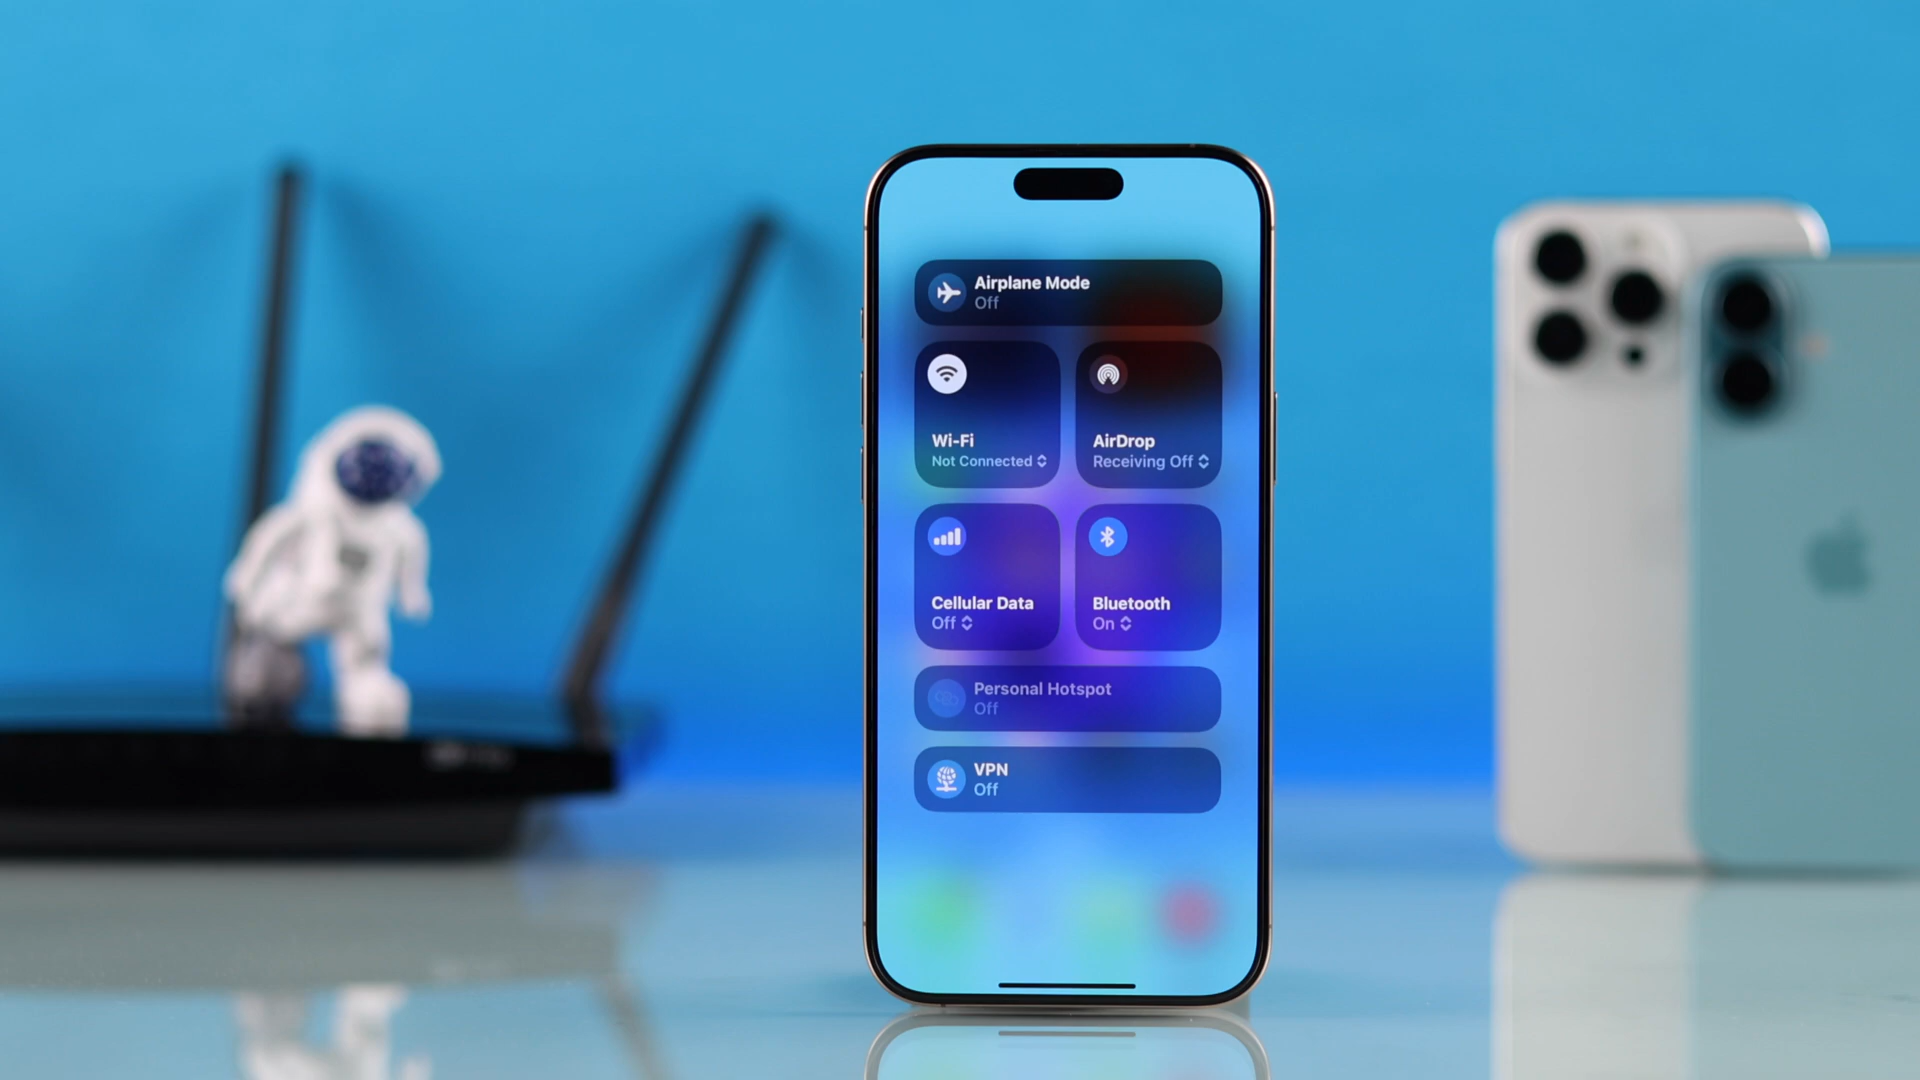 Airplane Mode
Off
Wi-Fi
Not Connected
AirDrop
Receiving Off
Cellular Data
Off
Bluetooth
On
Personal Hotspot
Off
VPN
Off